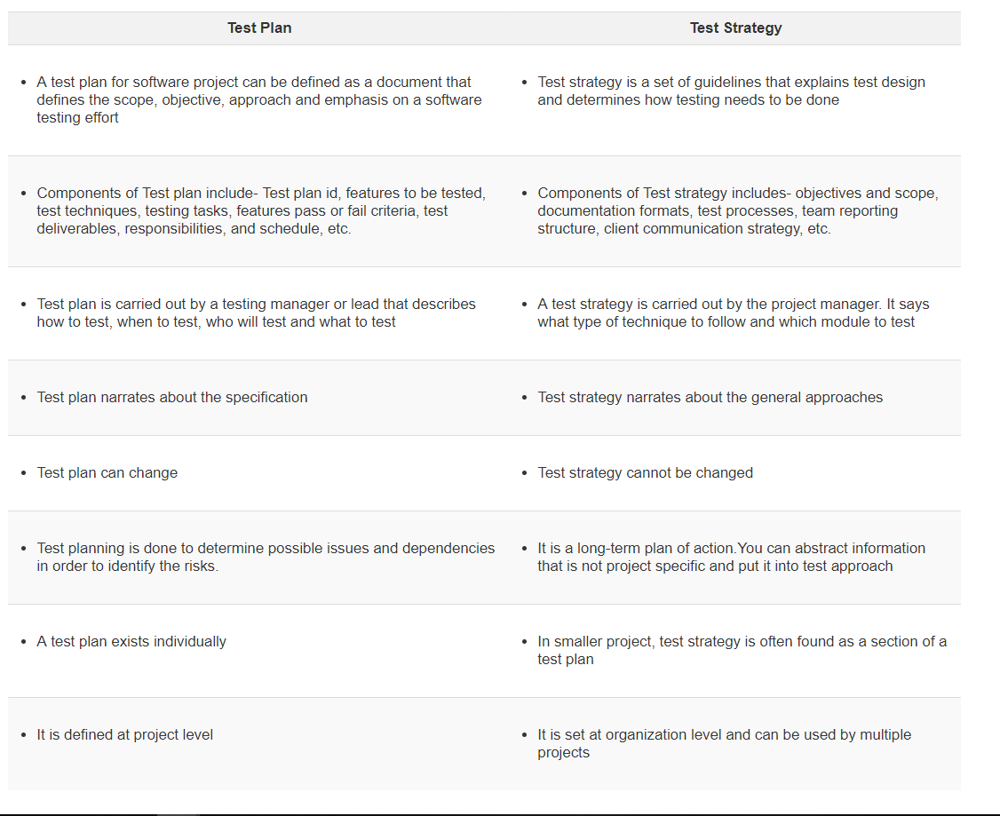 Test Plan
Test Strategy
• A test plan for software project can be defined as a document that
defines the scope, objective, approach and emphasis on a software
testing effort
• Test strategy is a set of guidelines that explains test design
and determines how testing needs to be done
• Components of Test plan include- Test plan id, features to be tested,
test techniques, testing tasks, features pass or fail criteria, test
deliverables, responsibilities, and schedule, etc.
• Components of Test strategy includes- objectives and scope,
documentation formats, test processes, team reporting
structure, client communication strategy, etc.
• Test plan is carried out by a testing manager or lead that describes
how to test, when to test, who will test and what to test
• A test strategy is carried out by the project manager. It says
what type of technique to follow and which module to test
• Test plan narrates about the specification
• Test strategy narrates about the general approaches
• Test plan can change
• Test strategy cannot be changed
• Test planning is done to determine possible issues and dependencies
in order to identify the risks.
• It is a long-term plan of action.You can abstract information
that is not project specific and put it into test approach
• A test plan exists individually
• In smaller project, test strategy is often found as a section of a
test plan
• It is defined at project level
• It is set at organization level and can be used by multiple
projects